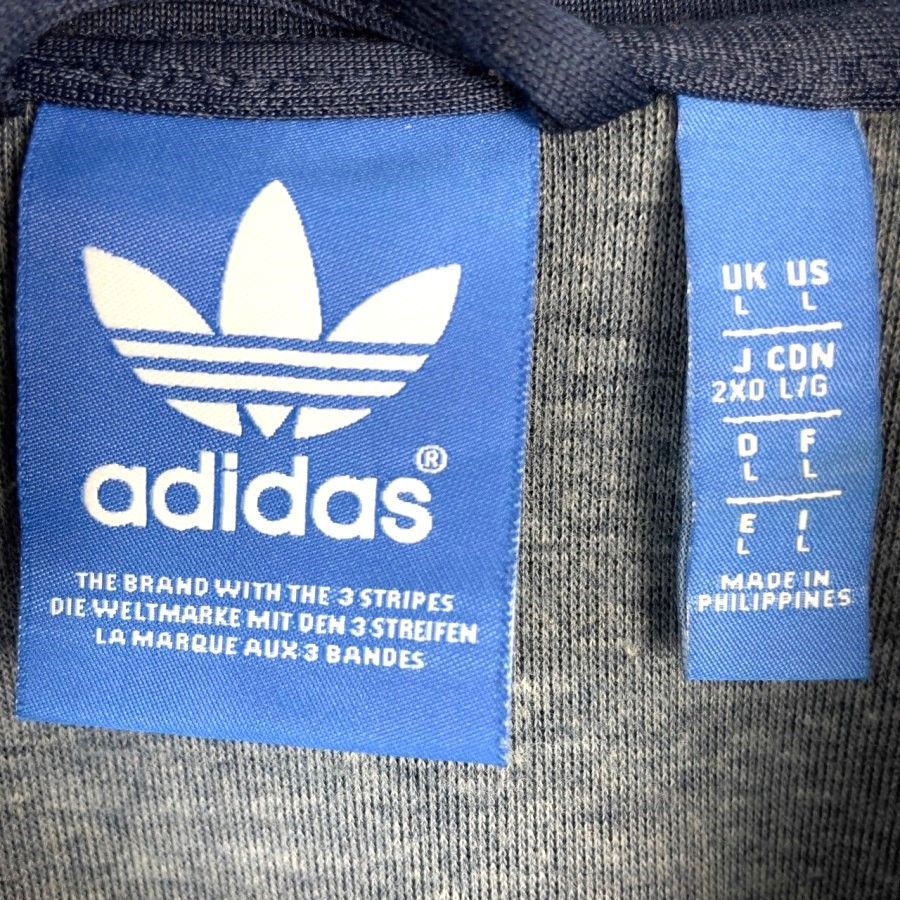 adidas®
THE BRAND WITH THE 3 STRIPES
DIE WELTMARKE MIT DEN 3 STREIFEN
LA MARQUE AUX 3 BANDES
UK US
L L
J CDN
2XO L/G
D F
L L
E I
L L
MADE IN
PHILIPPINES